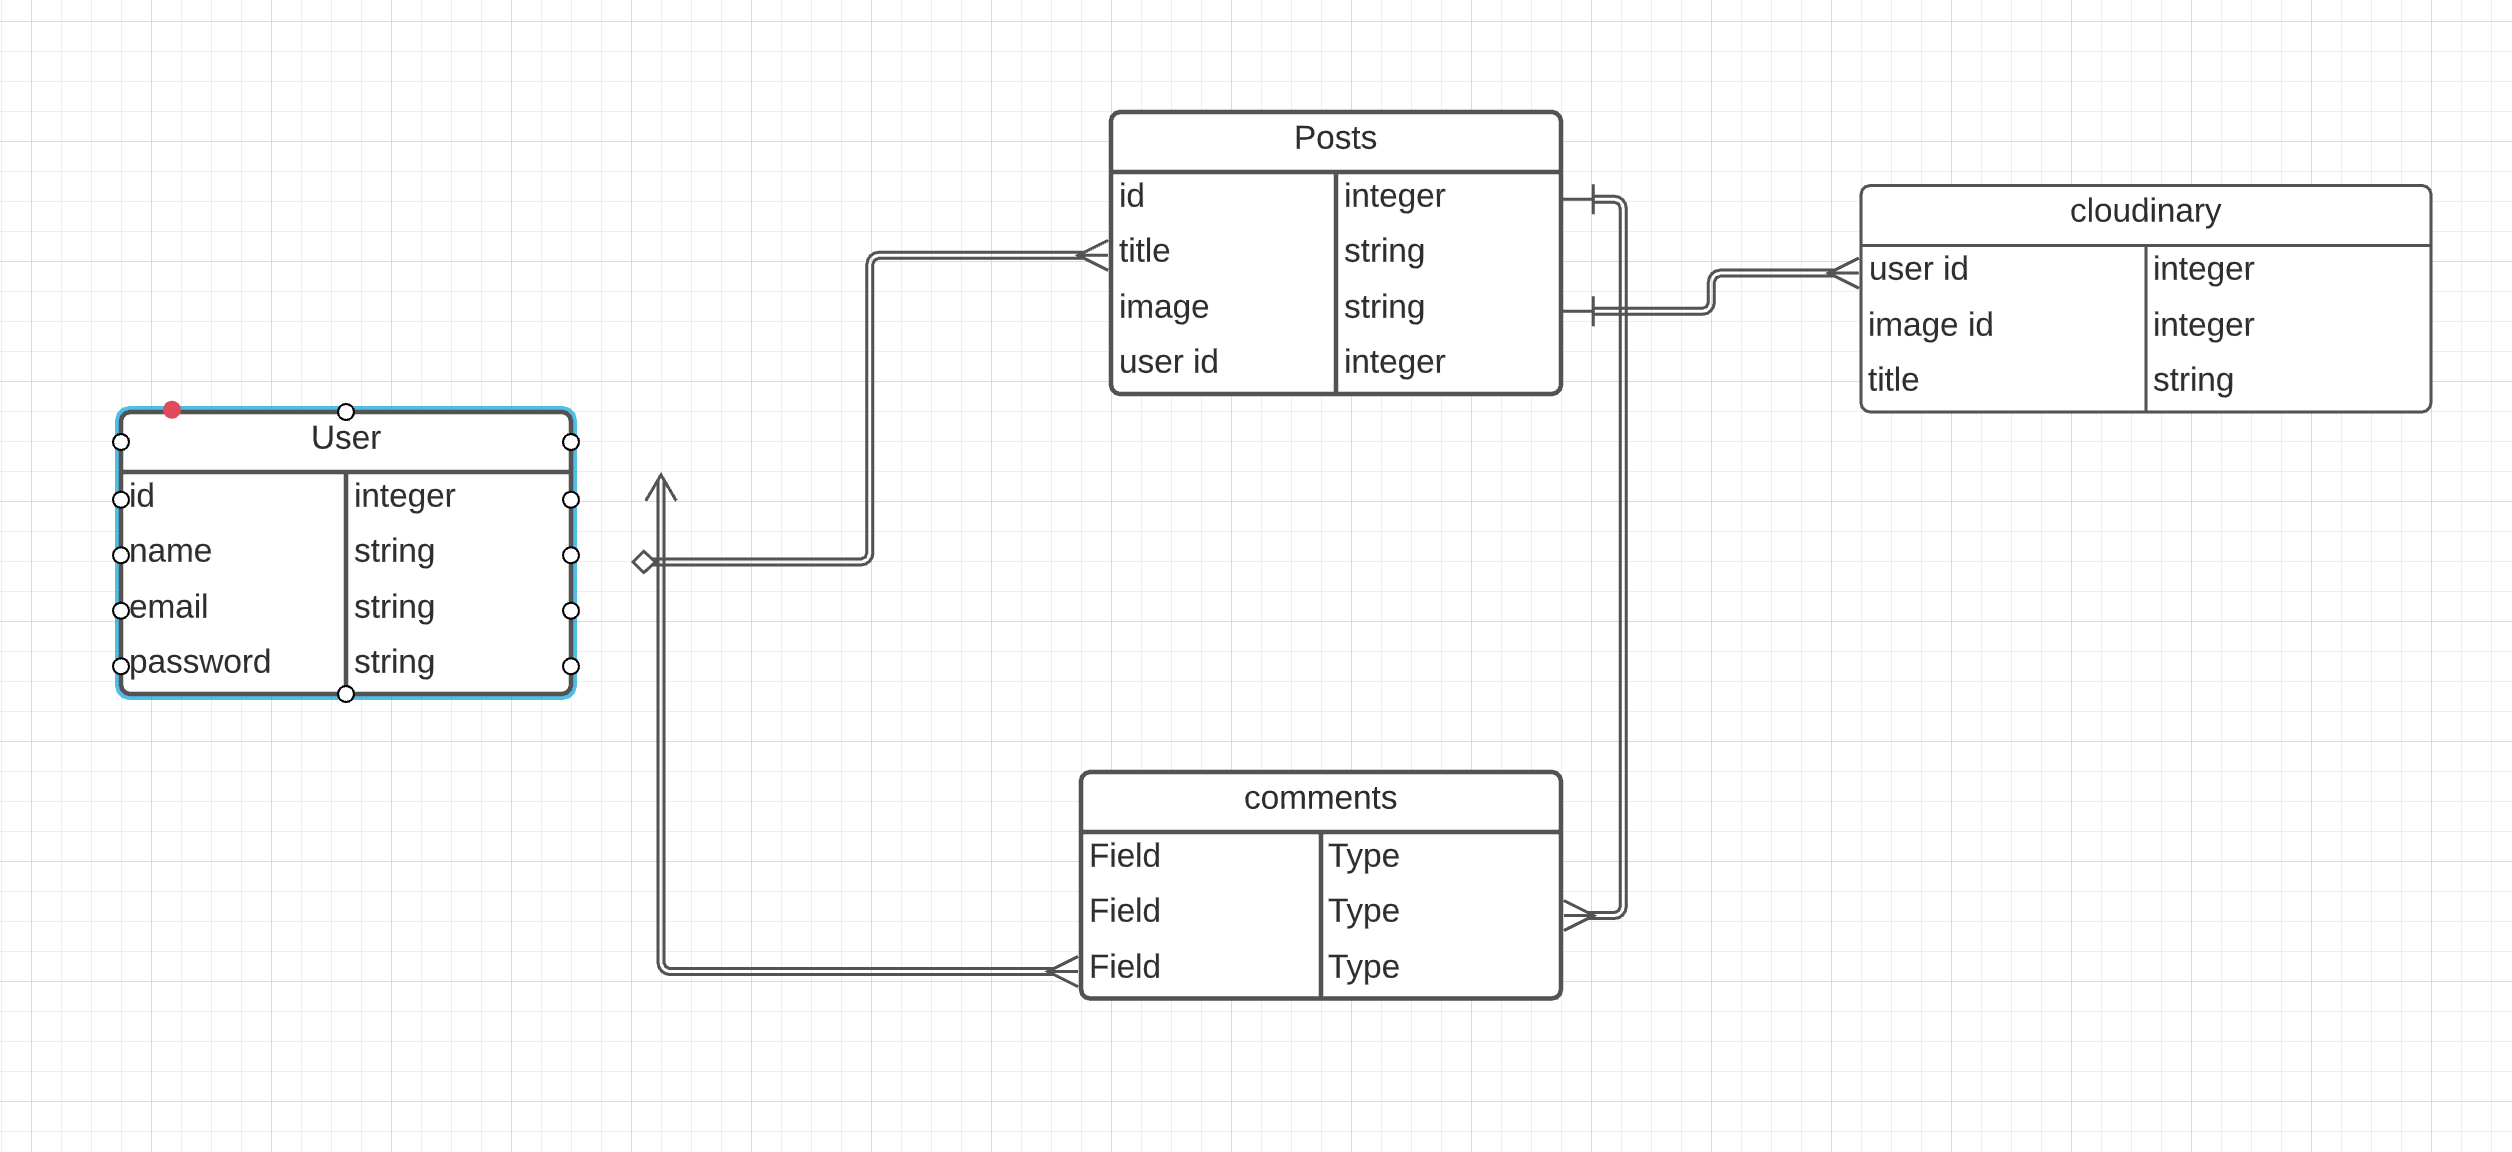 Posts
id integer
title string
image string
user id integer
cloudinary
user id integer
image id integer
title string
User
id integer
name string
email string
password string
comments
Field Type
Field Type
Field Type